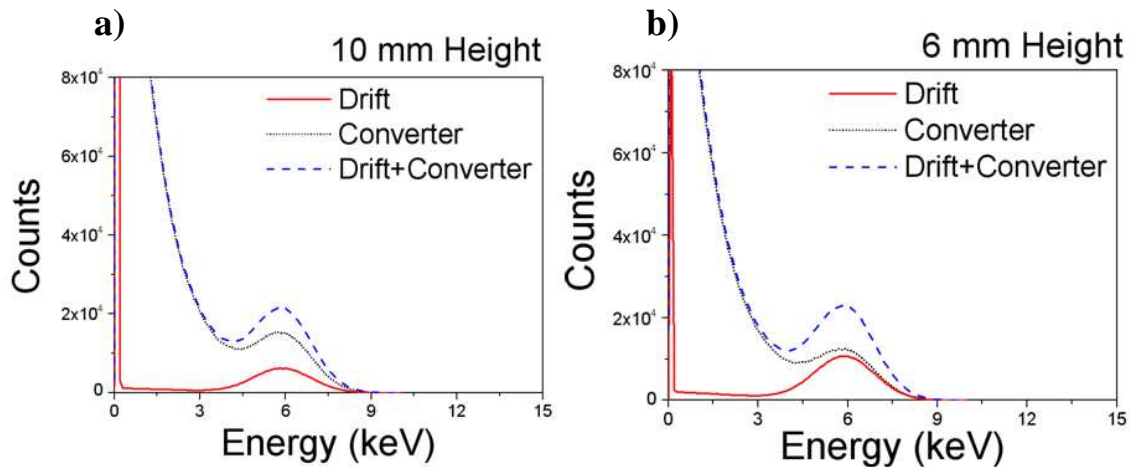 a)
10 mm Height
8x10⁴
6x10⁴
4x10⁴
2x10⁴
0
Counts
Drift
Converter
Drift+Converter
0 3 6 9 12 15
Energy (keV)
b)
6 mm Height
8x10⁴
6x10⁴
4x10⁴
2x10⁴
0
Counts
Drift
Converter
Drift+Converter
0 3 6 9 12 15
Energy (keV)